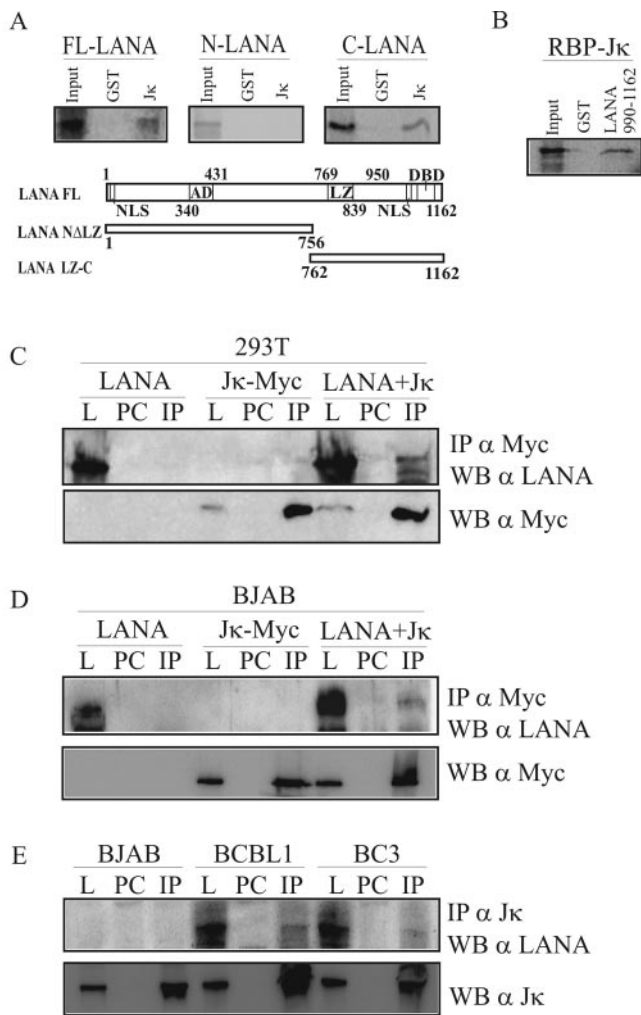 A
FL-LANA N-LANA C-LANA
Input GST Jκ Input GST Jκ Input GST Jκ
B
RBP-Jκ
Input GST LANA 990-1162
1 431 769 950 DBD
LANA FL AD LZ
NLS 340 839 NLS 1162
LANA NΔLZ
1 756
LANA LZ-C
762 1162
C
293T
LANA Jκ-Myc LANA+Jκ
L PC IP L PC IP L PC IP
IP α Myc
WB α LANA
WB α Myc
D
BJAB
LANA Jκ-Myc LANA+Jκ
L PC IP L PC IP L PC IP
IP α Myc
WB α LANA
WB α Myc
E
BJAB BCBL1 BC3
L PC IP L PC IP L PC IP
IP α Jκ
WB α LANA
WB α Jκ